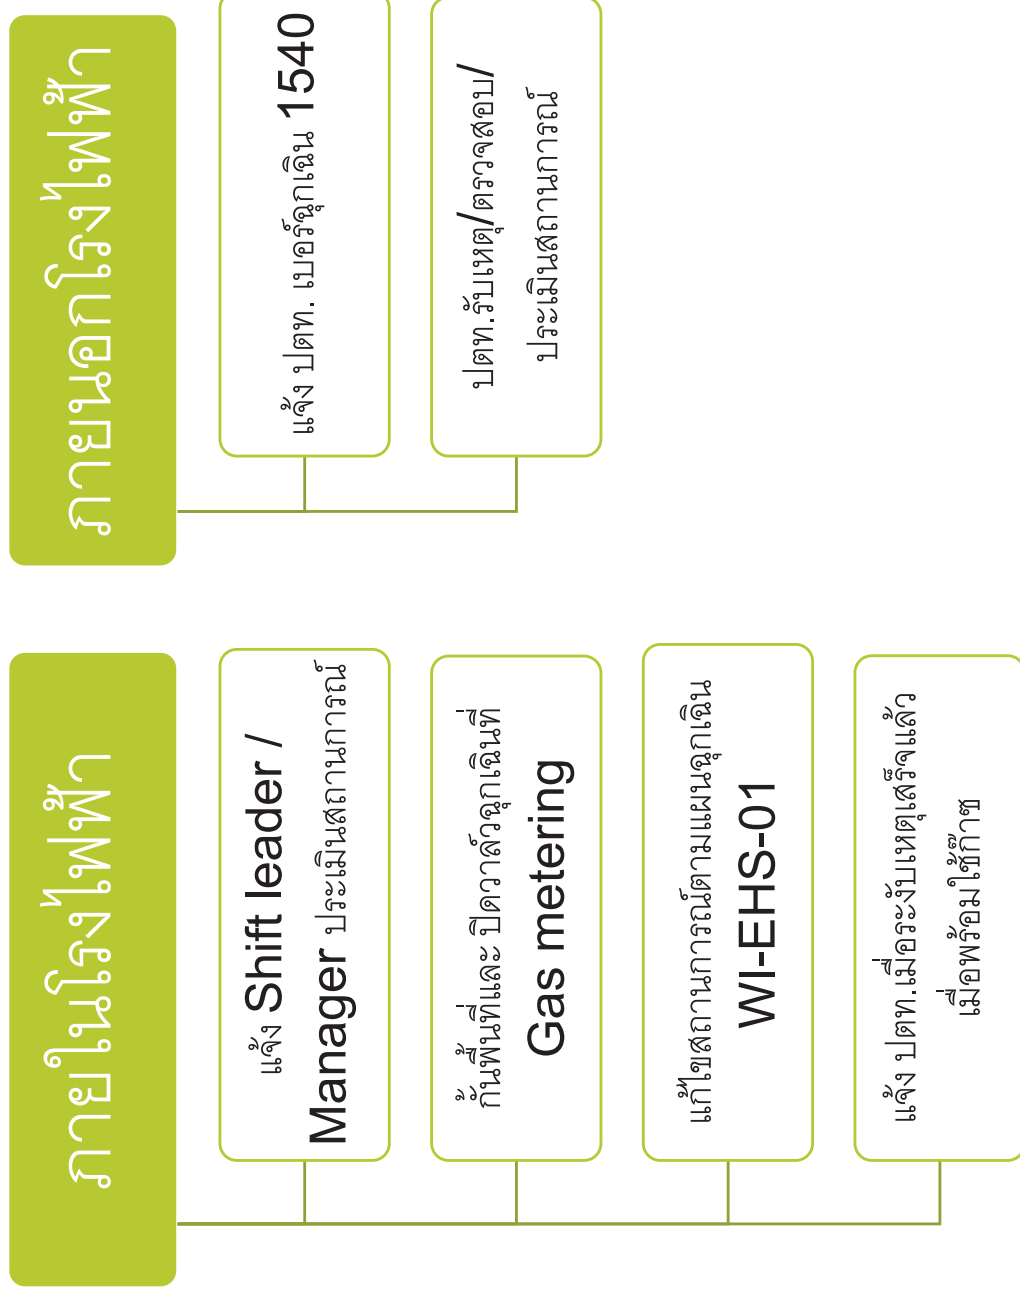 ภายในโรงไฟฟ้า
แจ้ง Shift leader /
Manager ประเมินสถานการณ์
กั้นพื้นที่และ ปิดวาล์วฉุกเฉินที่
Gas metering
แก้ไขสถานการณ์ตามแผนฉุกเฉิน
WI-EHS-01
แจ้ง ปตท.เมื่อระงับเหตุเสร็จแล้ว
เมื่อพร้อมใช้ก๊าซ
ภายนอกโรงไฟฟ้า
แจ้ง ปตท. เบอร์ฉุกเฉิน 1540
ปตท.รับเหตุ/ตรวจสอบ/
ประเมินสถานการณ์